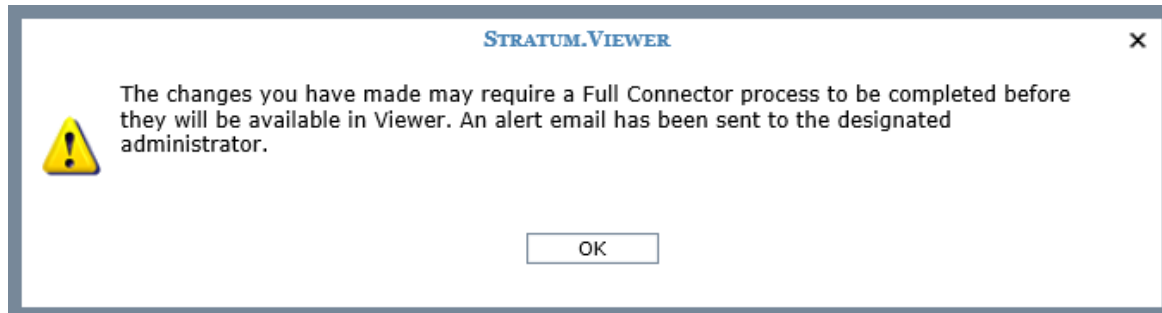 STRATUM.VIEWER
The changes you have made may require a Full Connector process to be completed before
they will be available in Viewer. An alert email has been sent to the designated
administrator.
OK